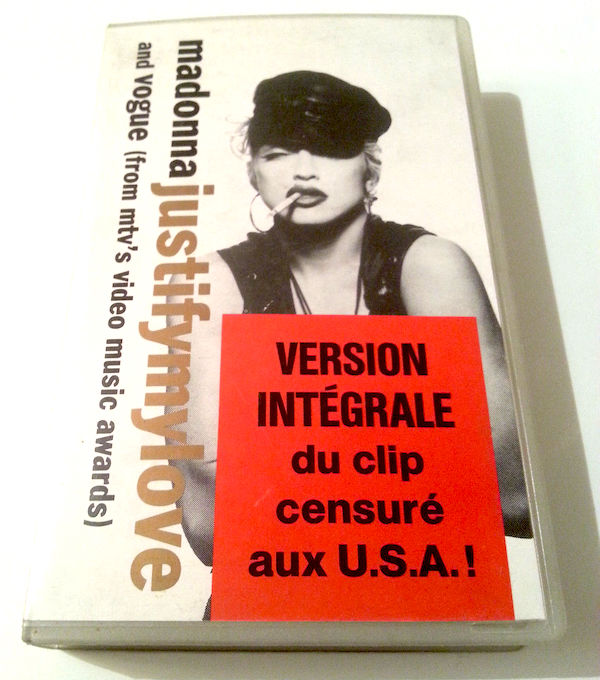 madonna justifymylove
and vogue (from mtv's video music awards)
VERSION
INTÉGRALE
du clip
censuré
aux U.S.A.!